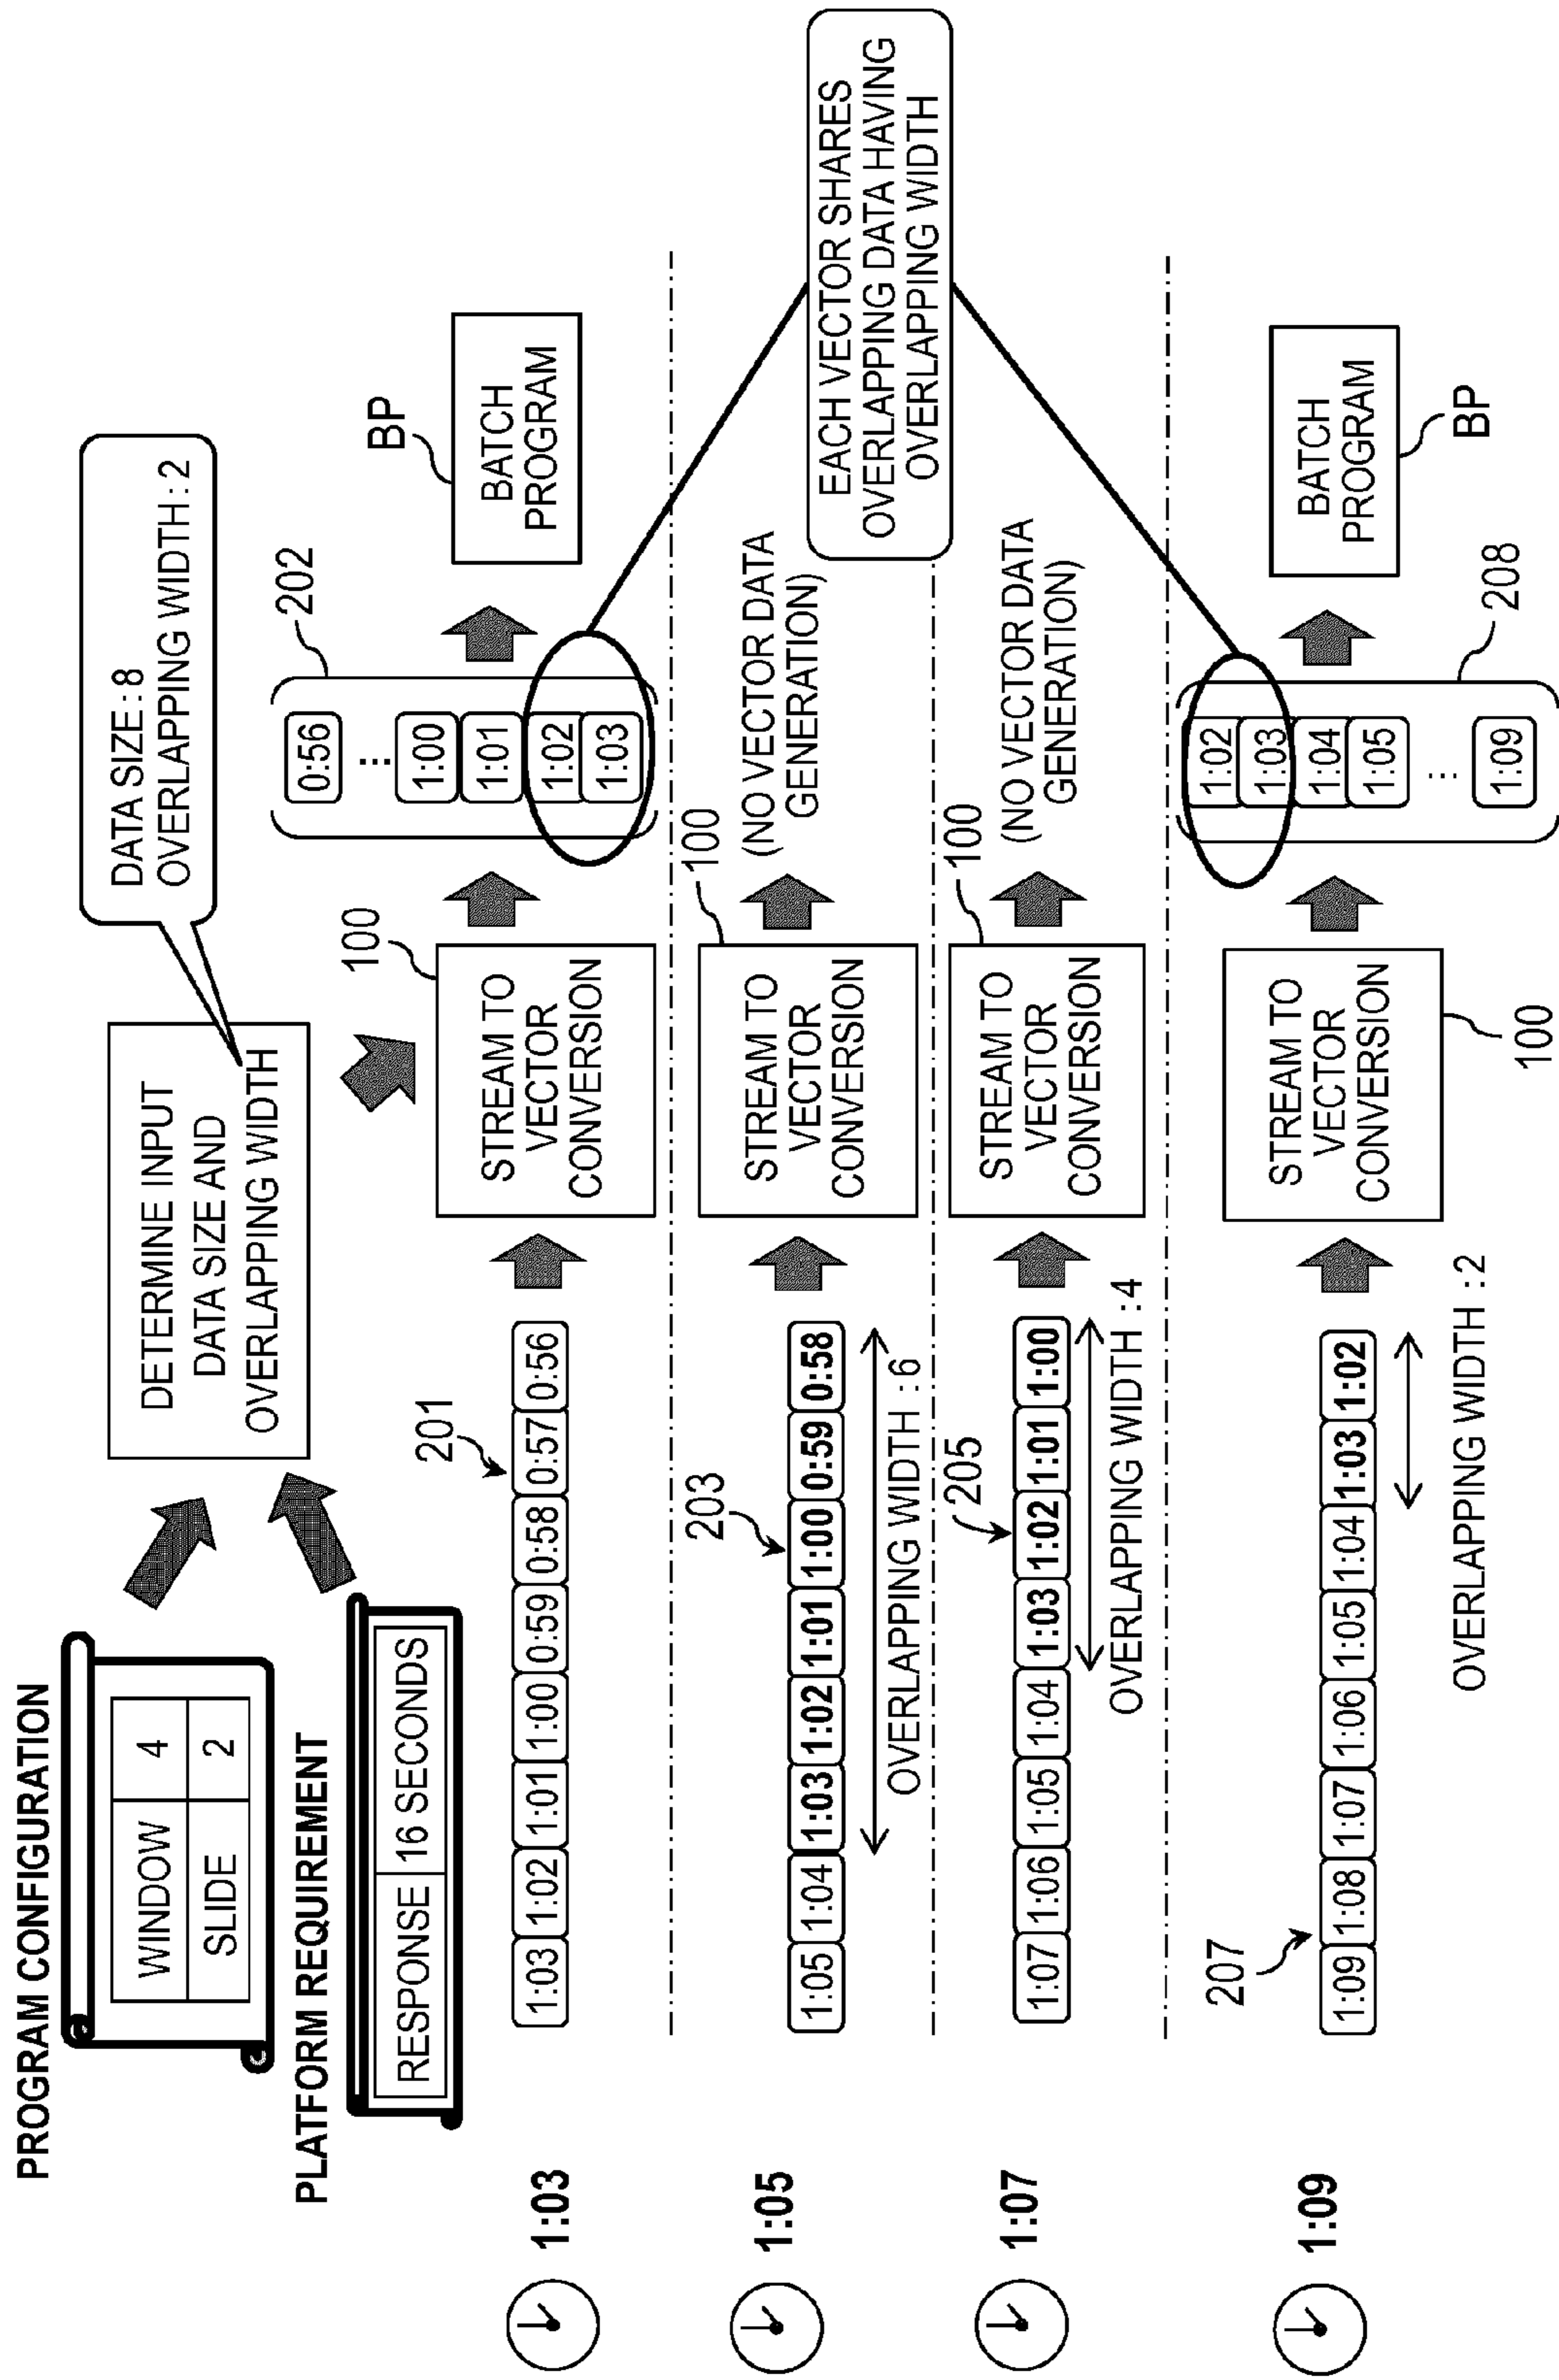 PROGRAM CONFIGURATION
WINDOW 4
SLIDE 2
PLATFORM REQUIREMENT
RESPONSE 16 SECONDS
DETERMINE INPUT
DATA SIZE AND
OVERLAPPING WIDTH
DATA SIZE : 8
OVERLAPPING WIDTH : 2
1:03
1:03 1:02 1:01 1:00 0:59 0:58 0:57 0:56
201
STREAM TO
VECTOR
CONVERSION
100
0:56
⋮
1:00
1:01
1:02
1:03
202
BATCH
PROGRAM
BP
1:05
1:05 1:04 1:03 1:02 1:01 1:00 0:59 0:58
203
OVERLAPPING WIDTH : 6
STREAM TO
VECTOR
CONVERSION
100
(NO VECTOR DATA
GENERATION)
EACH VECTOR SHARES
OVERLAPPING DATA HAVING
OVERLAPPING WIDTH
1:07
1:07 1:06 1:05 1:04 1:03 1:02 1:01 1:00
205
OVERLAPPING WIDTH : 4
STREAM TO
VECTOR
CONVERSION
100
(NO VECTOR DATA
GENERATION)
1:09
207
1:09 1:08 1:07 1:06 1:05 1:04 1:03 1:02
OVERLAPPING WIDTH : 2
STREAM TO
VECTOR
CONVERSION
100
1:02
1:03
1:04
1:05
⋮
1:09
208
BATCH
PROGRAM
BP